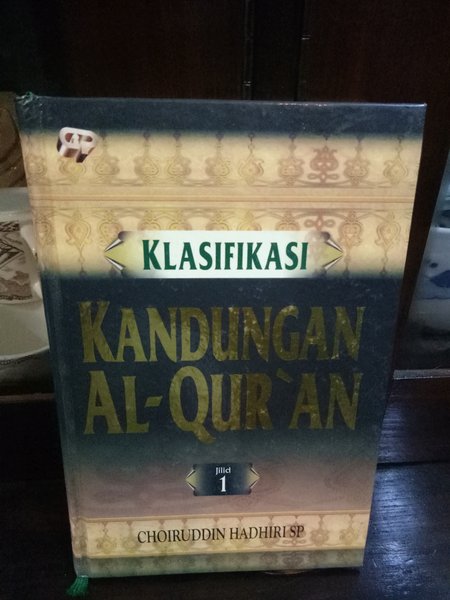 KLASIFIKASI
KANDUNGAN
AL-QUR`AN
Jilid
1
CHOIRUDDIN HADHIRI SP